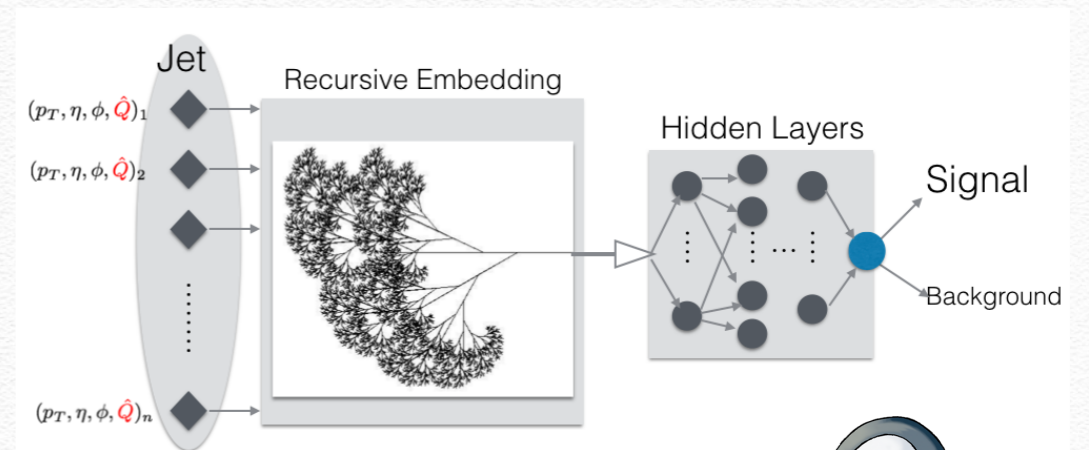 Jet
Recursive Embedding
Hidden Layers
(p_T, η, ϕ, Q̂)_1
(p_T, η, ϕ, Q̂)_2
Signal
Background
(p_T, η, ϕ, Q̂)_n